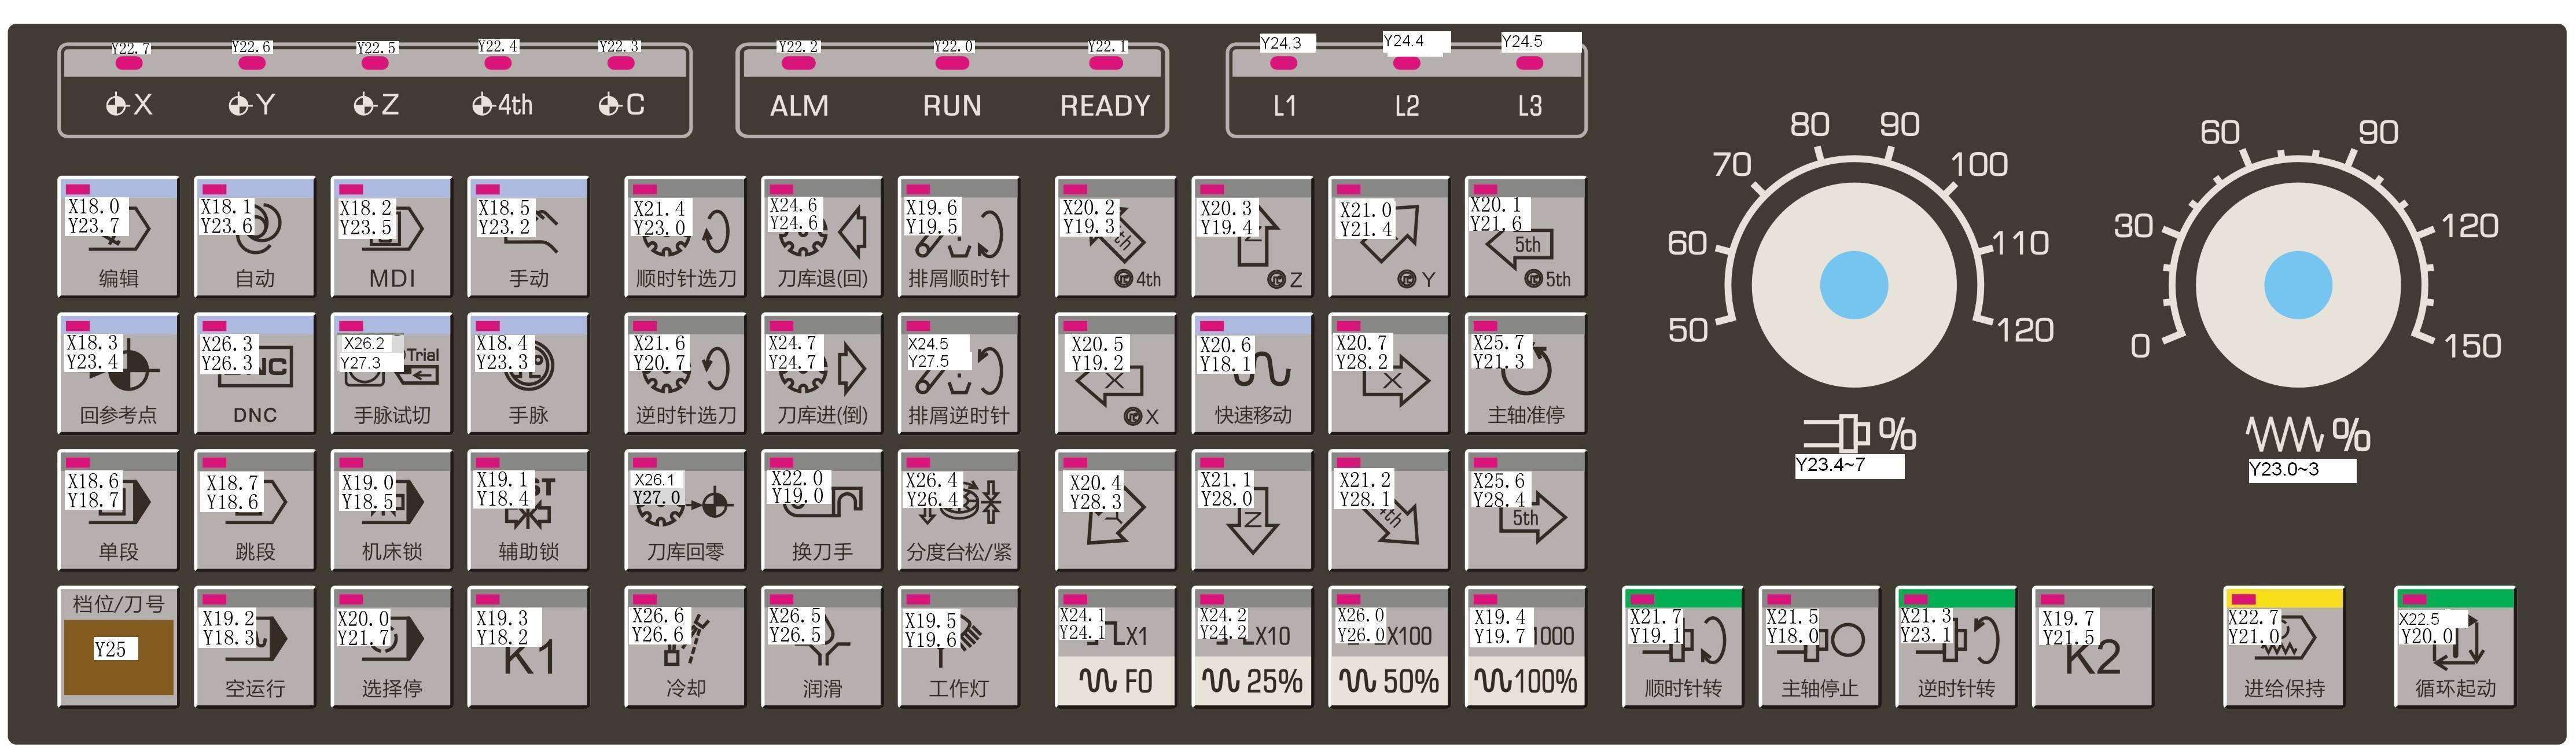 Y22.7 Y22.6 Y22.5 Y22.4 Y22.3 Y22.2 Y22.0 Y22.1 Y24.3 Y24.4 Y24.5
X Y Z 4th C ALM RUN READY L1 L2 L3
50 60 70 80 90 100 110 120
%
Y23.4~7
0 30 60 90 120 150
%
Y23.0~3
X18.0 X18.1 X18.2 X18.5 X21.4 X24.6 X19.6 X20.2 X20.3 X21.0 X20.1
Y23.7 Y23.6 Y23.5 Y23.2 Y23.0 Y24.6 Y19.5 Y19.3 Y19.4 Y21.4 Y21.6
5th
编辑 自动 MDI 手动 顺时针选刀 刀库退(回) 排屑顺时针 4th Z Y 5th
X18.3 X26.3 X26.2 X18.4 X21.6 X24.7 X24.5 X20.5 X20.6 X20.7 X25.7
Y23.4 Y26.3 Y27.3 Trial Y23.3 Y20.7 Y24.7 Y27.5 Y19.2 Y18.1 Y28.2 Y21.3
X X
回参考点 DNC 手脉试切 手脉 逆时针选刀 刀库进(倒) 排屑逆时针 X 快速移动 主轴准停
X18.6 X18.7 X19.0 X19.1 X26.1 X22.0 X26.4 X20.4 X21.1 X21.2 X25.6
Y18.7 Y18.6 Y18.5 Y18.4 Y27.0 Y19.0 Y26.4 Y28.3 Y28.0 Y28.1 Y28.4
Z 5th
单段 跳段 机床锁 辅助锁 刀库回零 换刀手 分度台松/紧
档位/刀号
Y25
X19.2 X20.0 X19.3 X26.6 X26.5 X19.5 X24.1 X24.2 X26.0 X19.4 X21.7 X21.5 X21.3 X19.7 X22.7 X22.5
Y18.3 Y21.7 Y18.2 Y26.6 Y26.5 Y19.6 Y24.1 X1 Y24.2 X10 Y26.0 X100 Y19.7 1000 Y19.1 Y18.0 Y23.1 Y21.5 Y21.0 Y20.0
空运行 选择停 K1 冷却 润滑 工作灯 F0 25% 50% 100% 顺时针转 主轴停止 逆时针转 K2 进给保持 循环起动